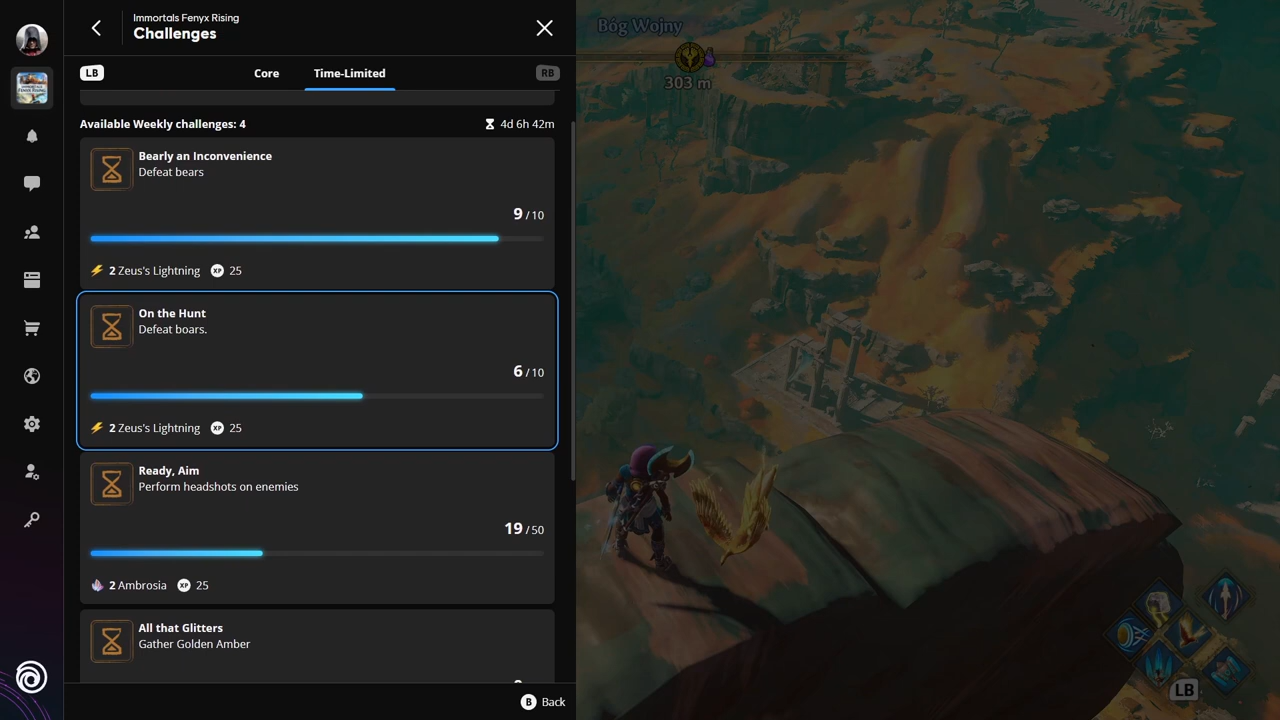 Immortals Fenyx Rising
Challenges
LB
Core
Time-Limited
RB
Available Weekly challenges: 4
4d 6h 42m
Bearly an Inconvenience
Defeat bears
9 / 10
2 Zeus's Lightning XP 25
On the Hunt
Defeat boars.
6 / 10
2 Zeus's Lightning XP 25
Ready, Aim
Perform headshots on enemies
19 / 50
2 Ambrosia XP 25
All that Glitters
Gather Golden Amber
B Back
Bóg Wojny
303 m
LB